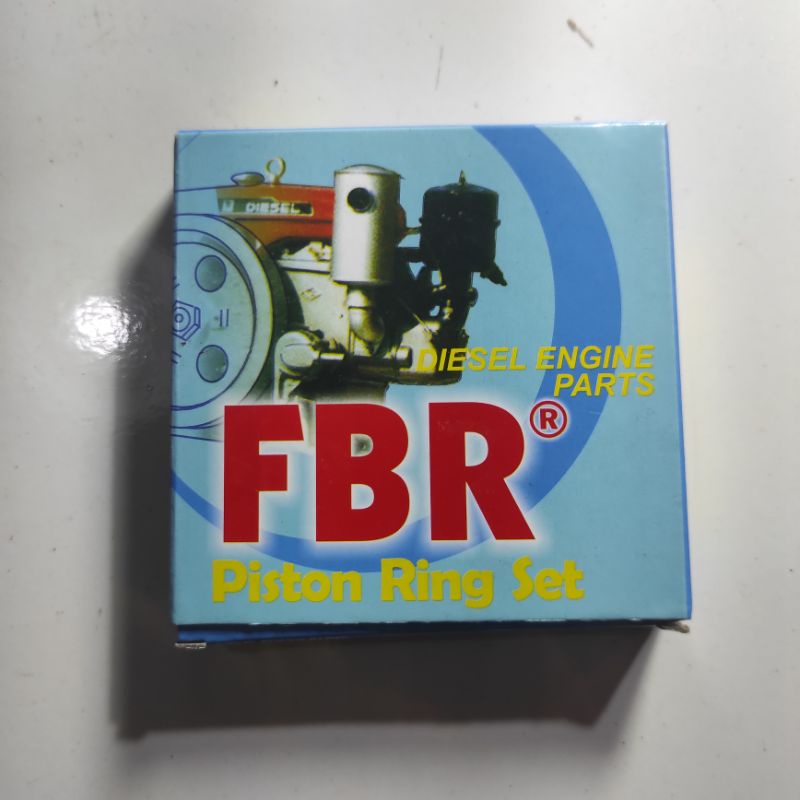 DIESEL
DIESEL ENGINE
PARTS
FBR®
Piston Ring Set